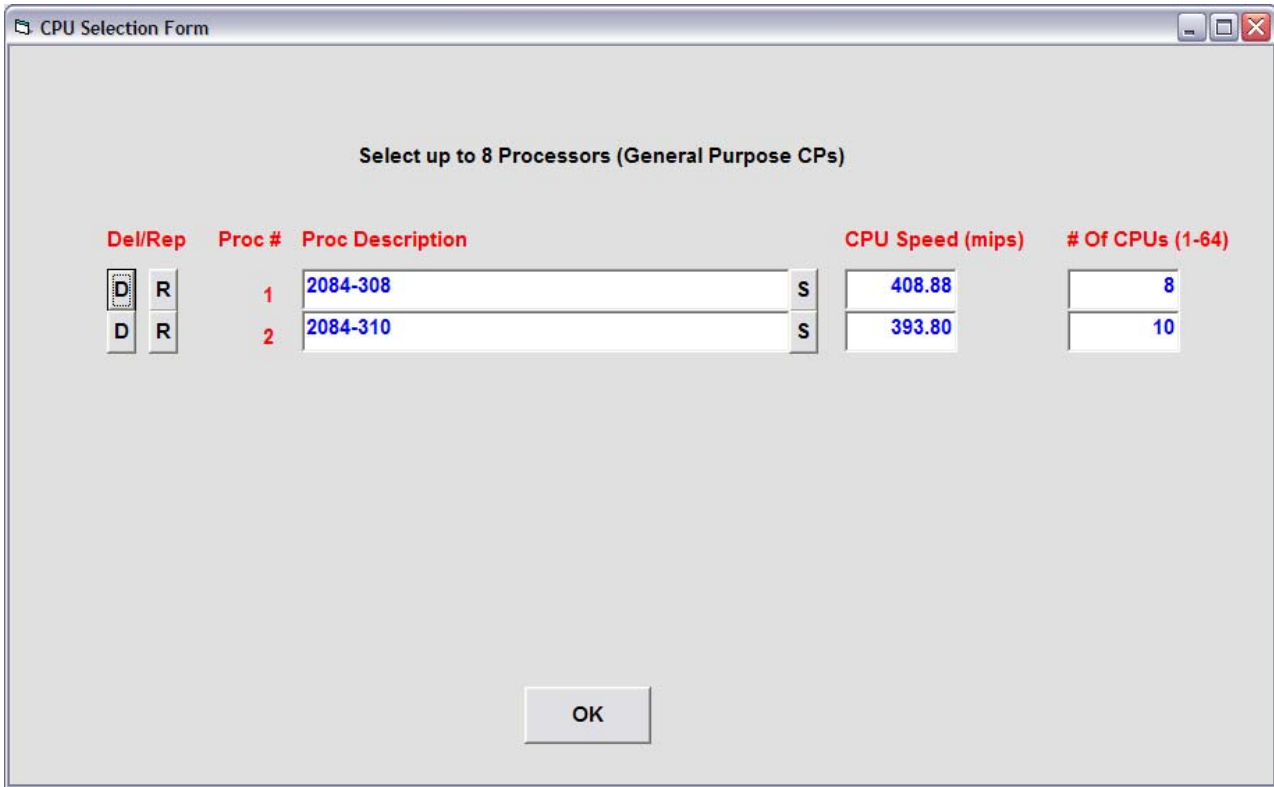 CPU Selection Form
Select up to 8 Processors (General Purpose CPs)
Del/Rep Proc # Proc Description CPU Speed (mips) # Of CPUs (1-64)
D R 1 2084-308 S 408.88 8
D R 2 2084-310 S 393.80 10
OK